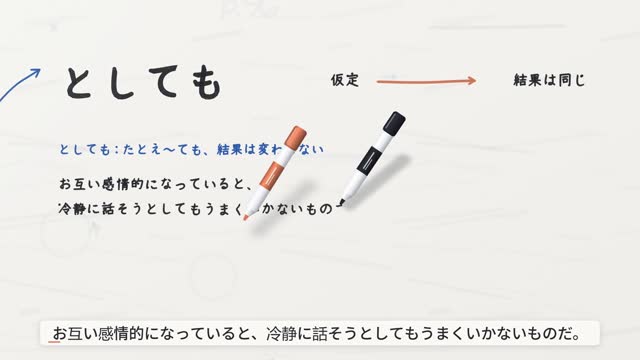 としても
仮定
結果は同じ
としても：たとえ〜ても、結果は変わない
お互い感情的になっていると、
冷静に話そうとしてもうまくかないもの
お互い感情的になっていると、冷静に話そうとしてもうまくいかないものだ。